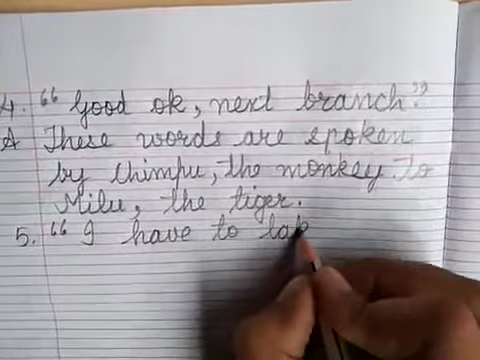 4. “ Good ok, next branch.”
A These words are spoken
by Chimpu, the monkey To
Milu, the tiger.
5. “ I have to tak